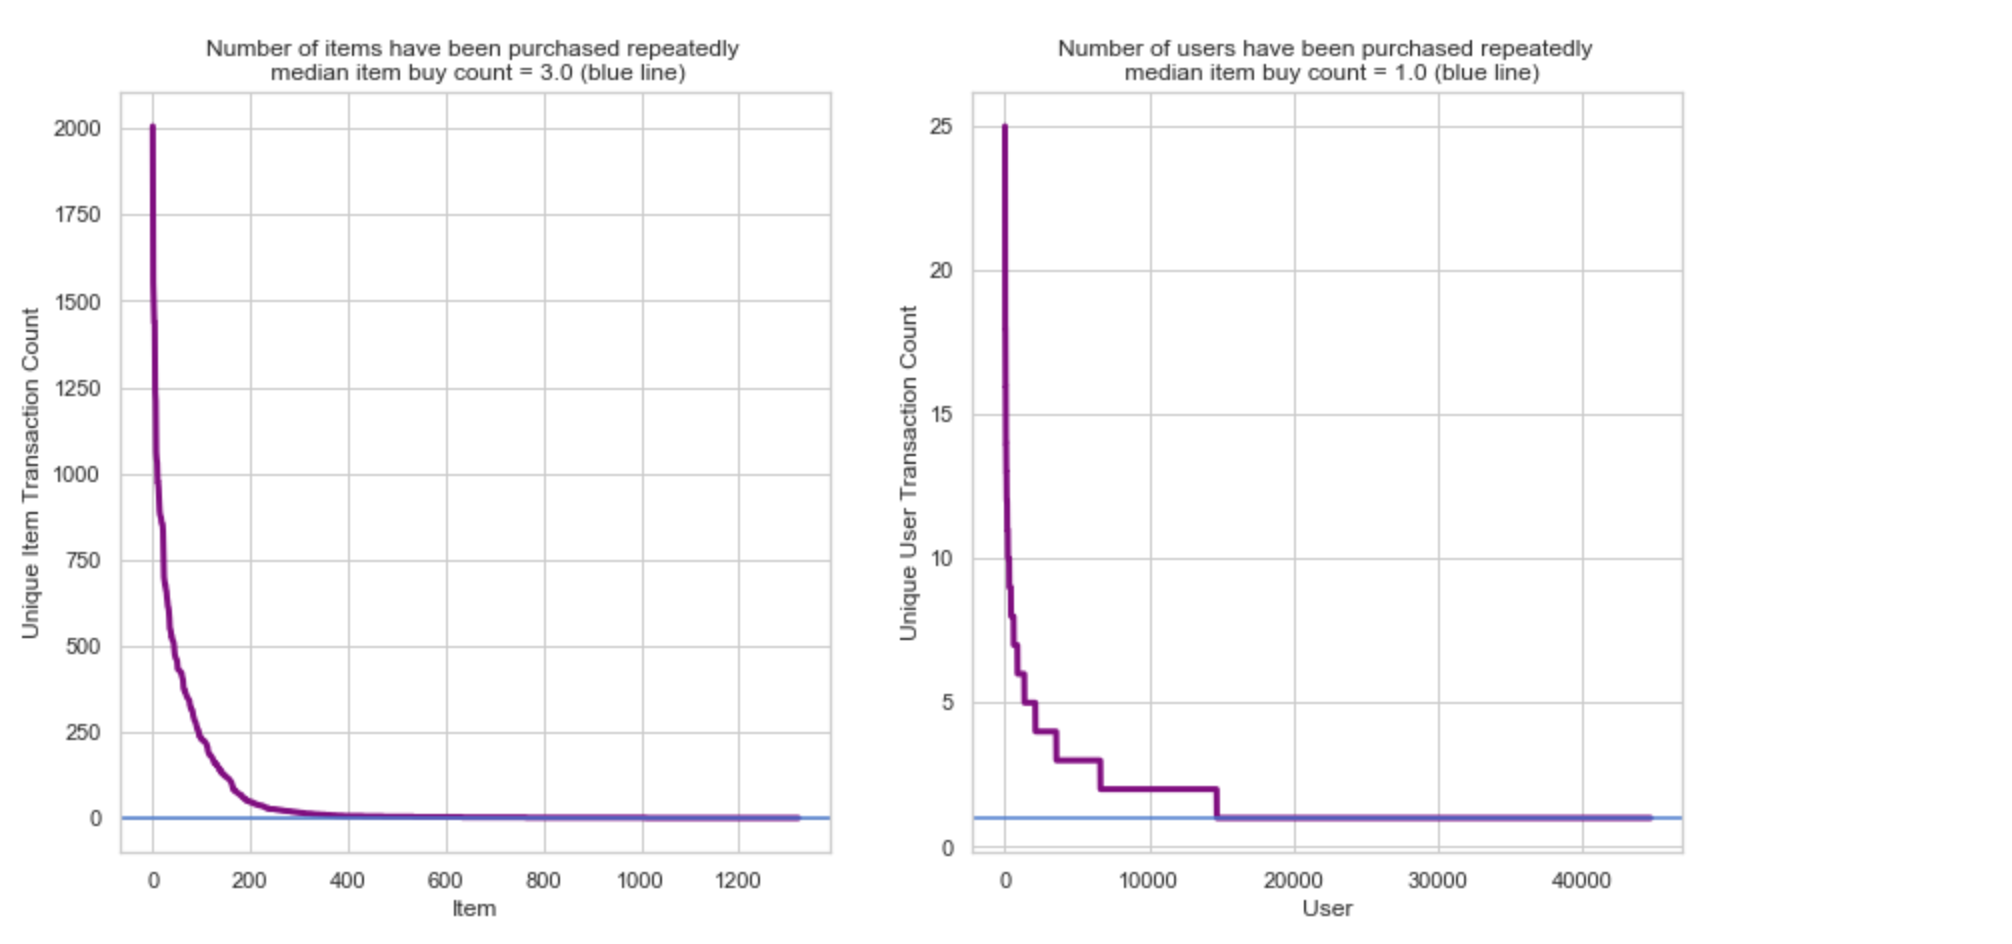 Number of items have been purchased repeatedly
median item buy count = 3.0 (blue line)
2000
1750
1500
1250
1000
750
500
250
0
Unique Item Transaction Count
0 200 400 600 800 1000 1200
Item
Number of users have been purchased repeatedly
median item buy count = 1.0 (blue line)
25
20
15
10
5
0
Unique User Transaction Count
0 10000 20000 30000 40000
User